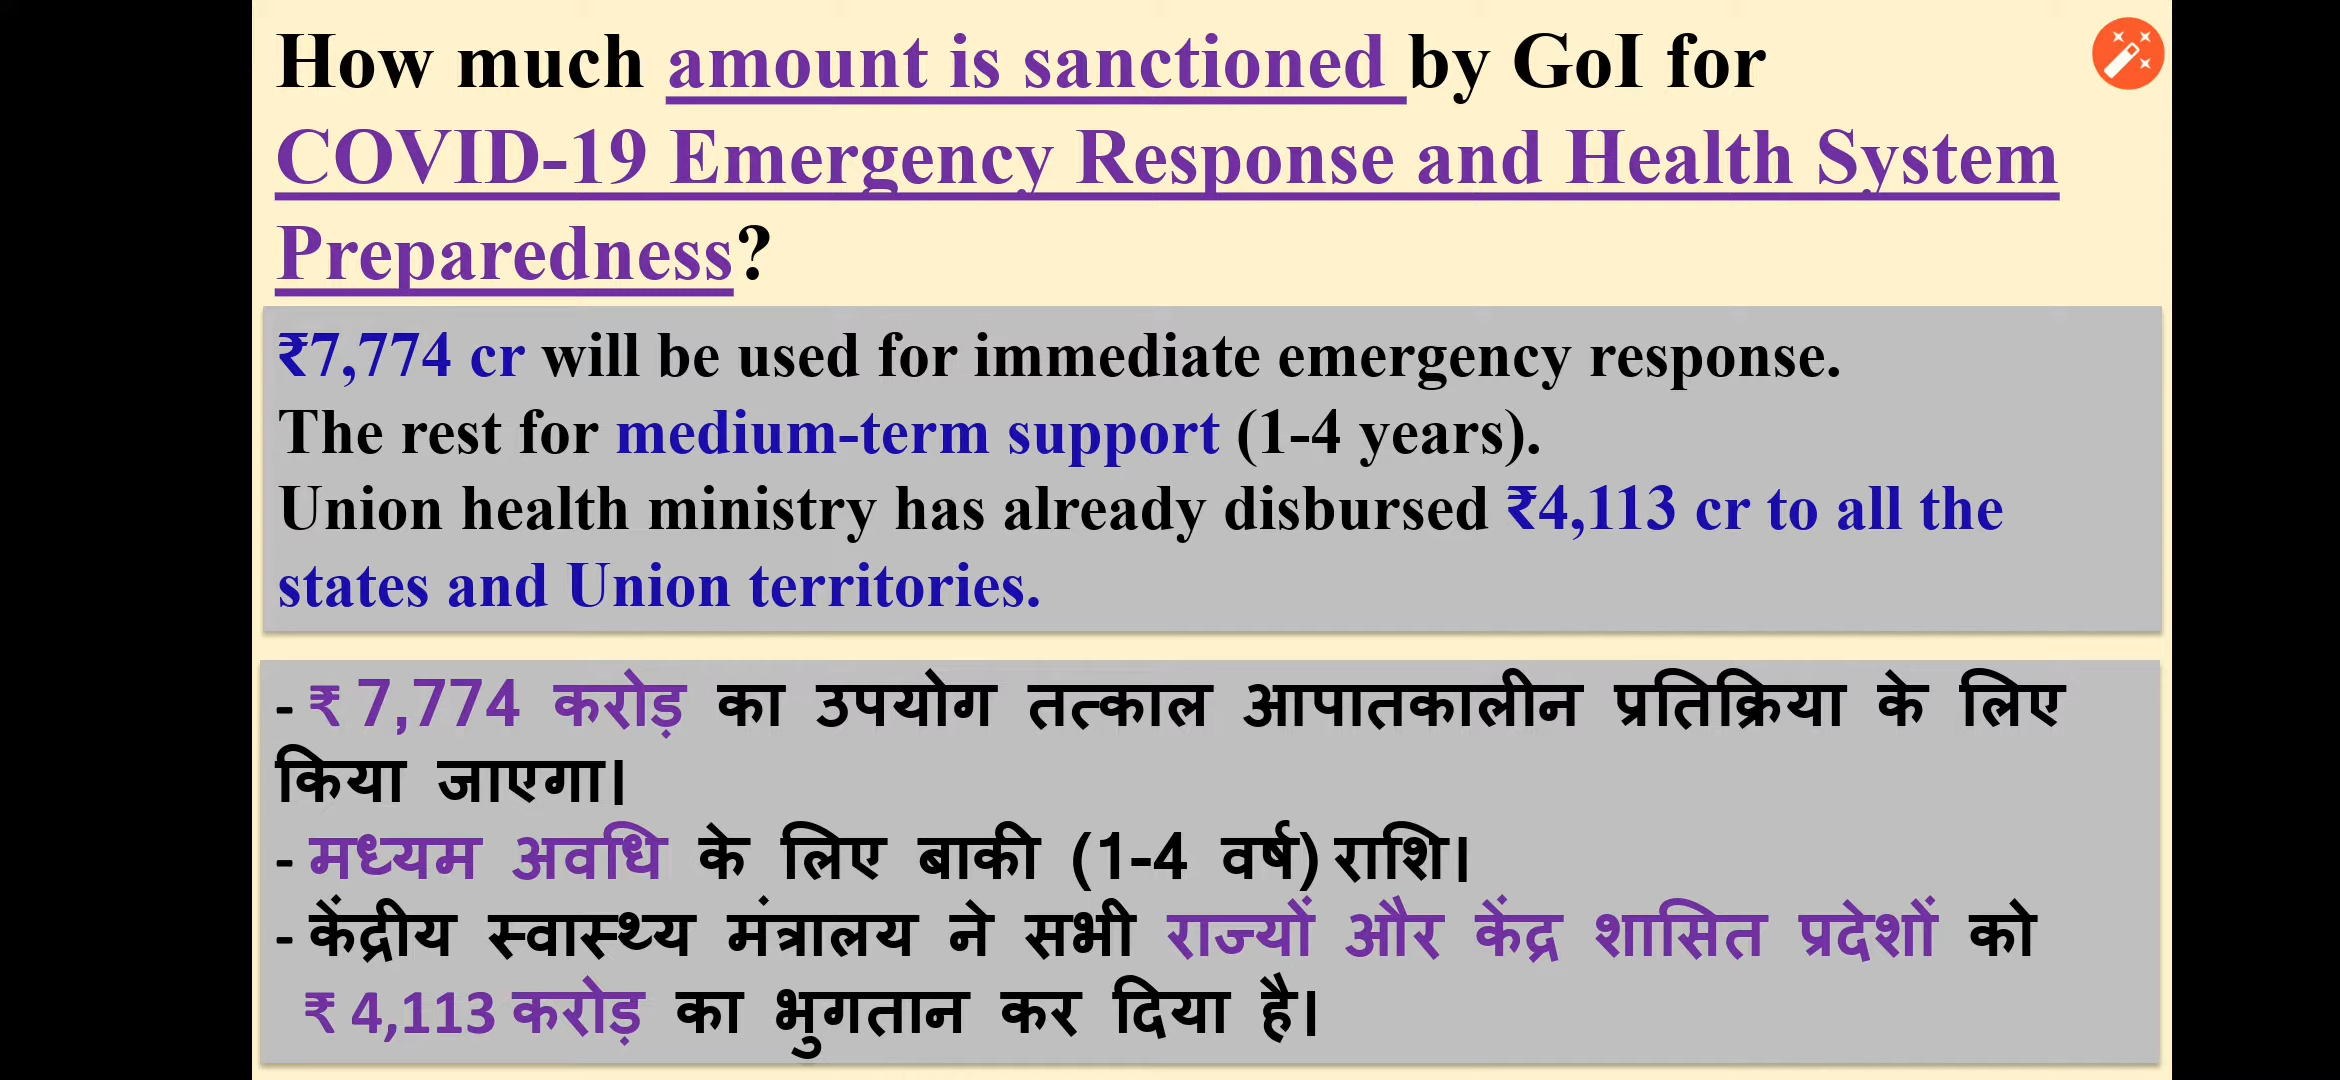 How much amount is sanctioned by GoI for
COVID-19 Emergency Response and Health System
Preparedness?
₹7,774 cr will be used for immediate emergency response.
The rest for medium-term support (1-4 years).
Union health ministry has already disbursed ₹4,113 cr to all the
states and Union territories.
- ₹ 7,774 करोड़ का उपयोग तत्काल आपातकालीन प्रतिक्रिया के लिए
किया जाएगा।
- मध्यम अवधि के लिए बाकी (1-4 वर्ष) राशि।
- केंद्रीय स्वास्थ्य मंत्रालय ने सभी राज्यों और केंद्र शासित प्रदेशों को
₹ 4,113 करोड़ का भुगतान कर दिया है।